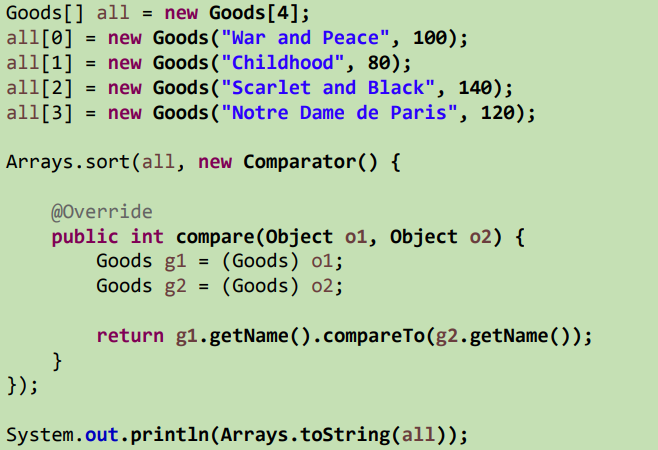 Goods[] all = new Goods[4];
all[0] = new Goods("War and Peace", 100);
all[1] = new Goods("Childhood", 80);
all[2] = new Goods("Scarlet and Black", 140);
all[3] = new Goods("Notre Dame de Paris", 120);
Arrays.sort(all, new Comparator() {
@Override
public int compare(Object o1, Object o2) {
Goods g1 = (Goods) o1;
Goods g2 = (Goods) o2;
return g1.getName().compareTo(g2.getName());
}
});
System.out.println(Arrays.toString(all));